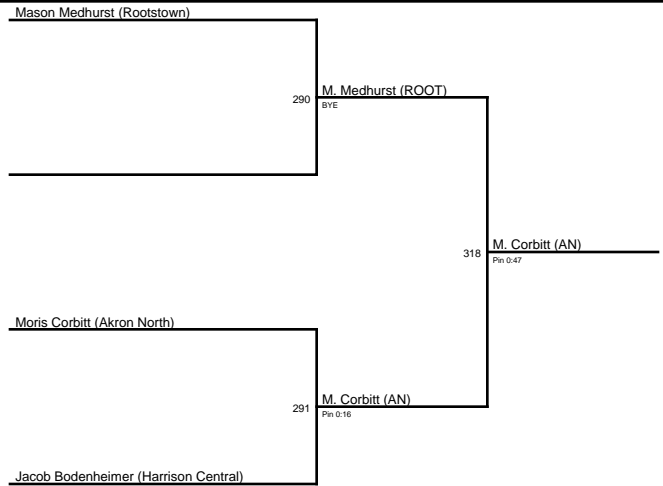 Mason Medhurst (Rootstown)
290
M. Medhurst (ROOT)
BYE
318
M. Corbitt (AN)
Pin 0:47
Moris Corbitt (Akron North)
291
M. Corbitt (AN)
Pin 0:16
Jacob Bodenheimer (Harrison Central)